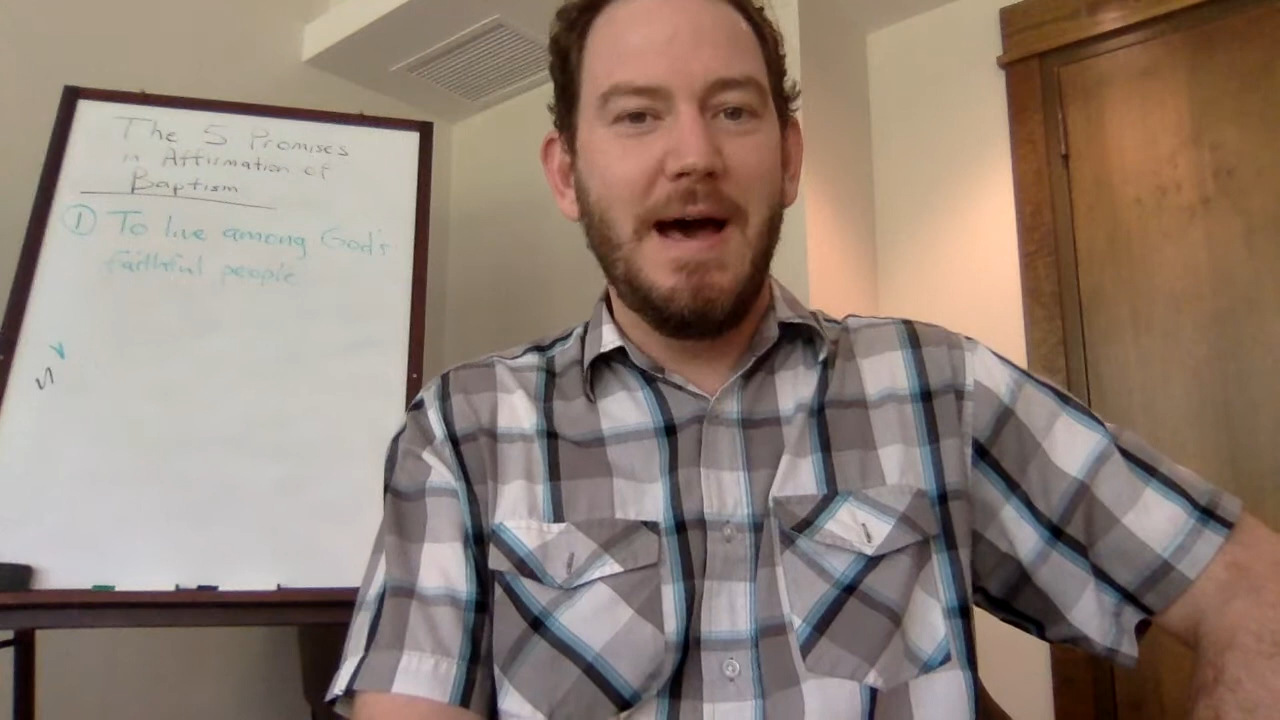 The 5 Promises
in Affirmation of
Baptism
① To live among God's
faithful people